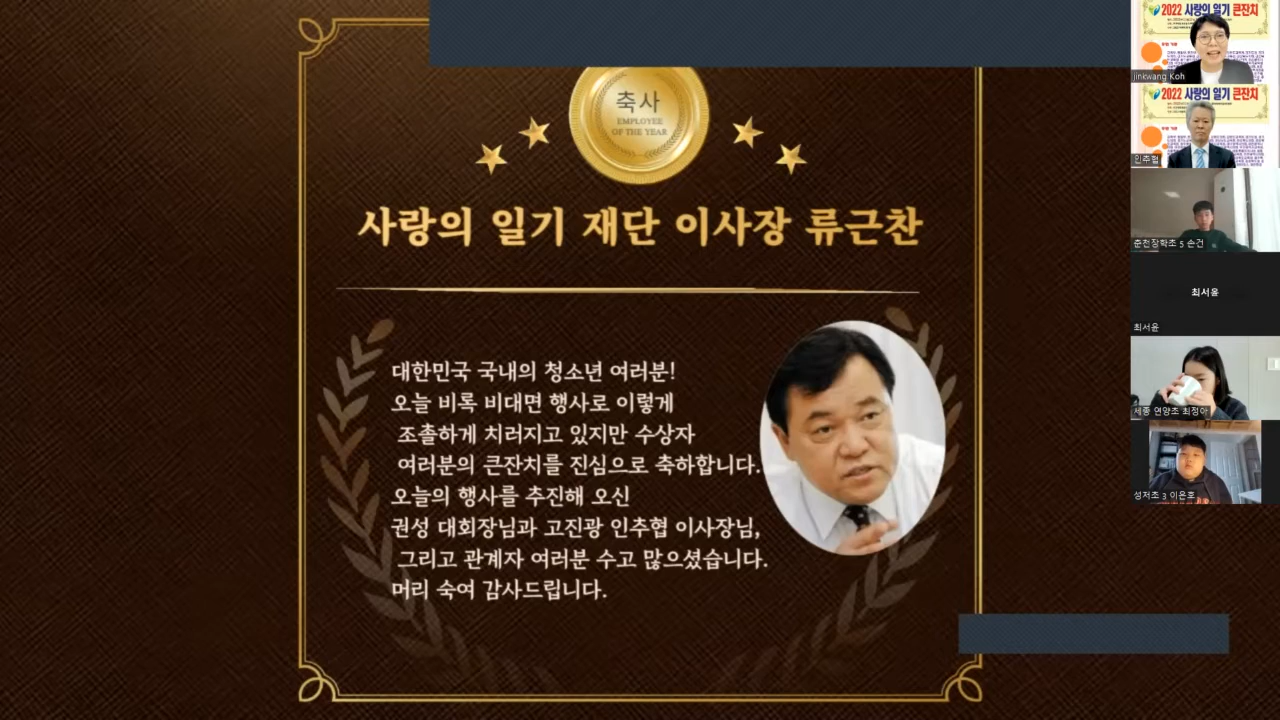 축사
EMPLOYEE
OF THE YEAR
사랑의 일기 재단 이사장 류근찬
대한민국 국내의 청소년 여러분!
오늘 비록 비대면 행사로 이렇게
조촐하게 치러지고 있지만 수상자
여러분의 큰잔치를 진심으로 축하합니다.
오늘의 행사를 추진해 오신
권성 대회장님과 고진광 인추협 이사장님,
그리고 관계자 여러분 수고 많으셨습니다.
머리 숙여 감사드립니다.
2022 사랑의 일기 큰잔치
Jinkwang Koh
2022 사랑의 일기 큰잔치
인추협
춘천장학초 5 손건
최서윤
최서윤
세종 연양초 최정아
성저초 3 이은호